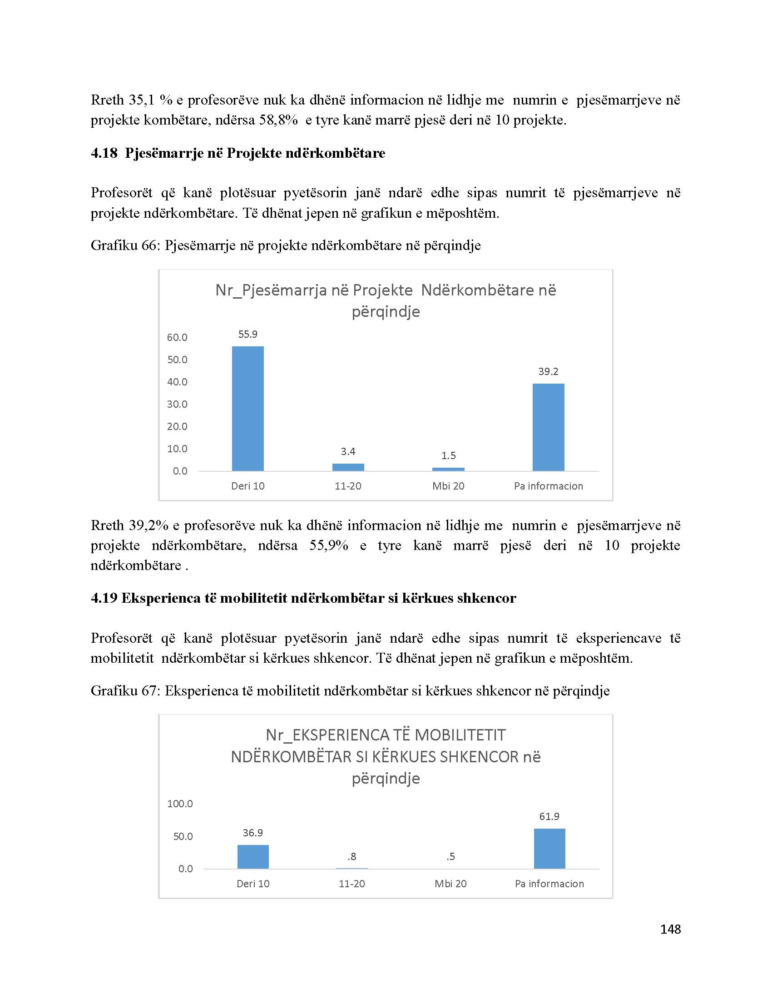 Rreth 35,1 % e profesorëve nuk ka dhënë informacion në lidhje me numrin e pjesëmarrjeve në
projekte kombëtare, ndërsa 58,8% e tyre kanë marrë pjesë deri në 10 projekte.
4.18 Pjesëmarrje në Projekte ndërkombëtare
Profesorët që kanë plotësuar pyetësorin janë ndarë edhe sipas numrit të pjesëmarrjeve në
projekte ndërkombëtare. Të dhënat jepen në grafikun e mëposhtëm.
Grafiku 66: Pjesëmarrje në projekte ndërkombëtare në përqindje
Nr_Pjesëmarrja në Projekte Ndërkombëtare në
përqindje
60.0
50.0
40.0
30.0
20.0
10.0
0.0
55.9
3.4
1.5
39.2
Deri 10
11-20
Mbi 20
Pa informacion
Rreth 39,2% e profesorëve nuk ka dhënë informacion në lidhje me numrin e pjesëmarrjeve në
projekte ndërkombëtare, ndërsa 55,9% e tyre kanë marrë pjesë deri në 10 projekte
ndërkombëtare .
4.19 Eksperienca të mobilitetit ndërkombëtar si kërkues shkencor
Profesorët që kanë plotësuar pyetësorin janë ndarë edhe sipas numrit të eksperiencave të
mobilitetit ndërkombëtar si kërkues shkencor. Të dhënat jepen në grafikun e mëposhtëm.
Grafiku 67: Eksperienca të mobilitetit ndërkombëtar si kërkues shkencor në përqindje
Nr_EKSPERIENCA TË MOBILITETIT
NDËRKOMBËTAR SI KËRKUES SHKENCOR në
përqindje
100.0
50.0
0.0
36.9
.8
.5
61.9
Deri 10
11-20
Mbi 20
Pa informacion
148